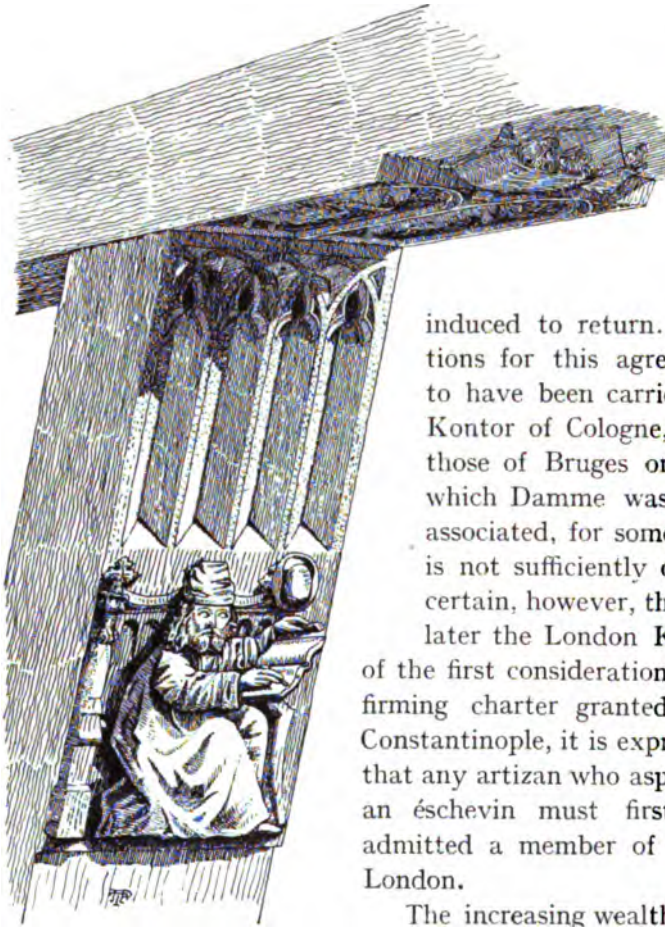 induced to return.
tions for this agre
to have been carri
Kontor of Cologne,
those of Bruges or
which Damme was
associated, for som
is not sufficiently
certain, however, th
later the London K
of the first consideration
firming charter granted
Constantinople, it is expr
that any artizan who asp
an éschevin must first
admitted a member of
London.
The increasing wealth